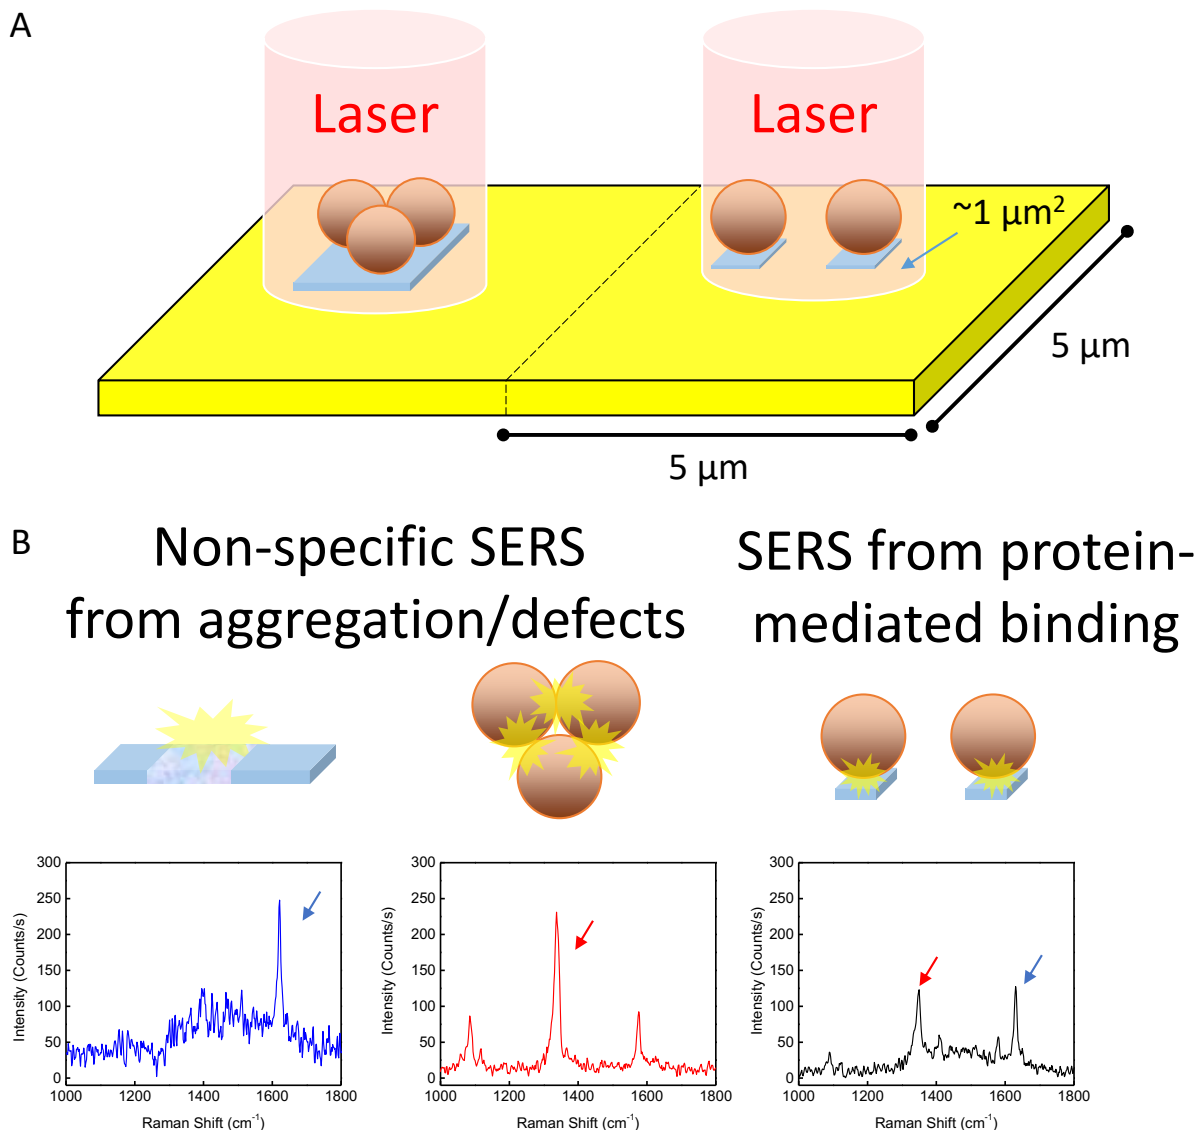 A
Laser
Laser
~1 µm²
5 µm
5 µm
B
Non-specific SERS
from aggregation/defects
SERS from protein-
mediated binding
300
250
200
150
100
50
0
1000 1200 1400 1600 1800
Intensity (Counts/s)
Raman Shift (cm⁻¹)
300
250
200
150
100
50
0
1000 1200 1400 1600 1800
Intensity (Counts/s)
Raman Shift (cm⁻¹)
300
250
200
150
100
50
0
1000 1200 1400 1600 1800
Intensity (Counts/s)
Raman Shift (cm⁻¹)